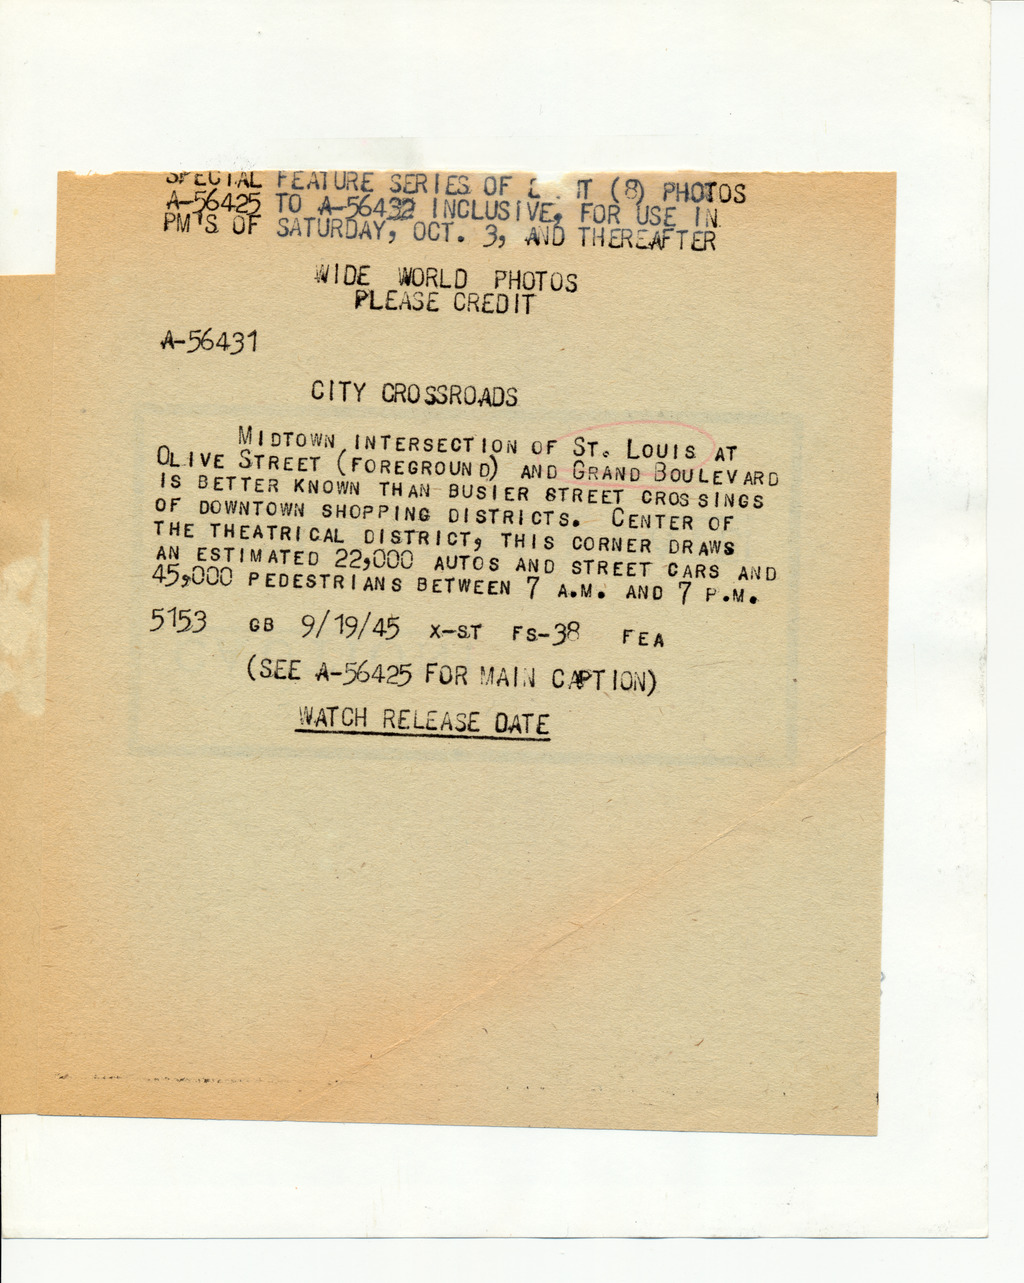 SPECIAL FEATURE SERIES OF (8) PHOTOS
A-56425 TO A-56432 INCLUSIVE, FOR USE IN
PM'S OF SATURDAY, OCT. 3, AND THEREAFTER
WIDE WORLD PHOTOS
PLEASE CREDIT
A-56431
CITY CROSSROADS
MIDTOWN INTERSECTION OF ST. LOUIS AT
OLIVE STREET (FOREGROUND) AND GRAND BOULEVARD
IS BETTER KNOWN THAN BUSIER STREET CROSSINGS
OF DOWNTOWN SHOPPING DISTRICTS. CENTER OF
THE THEATRICAL DISTRICT, THIS CORNER DRAWS
AN ESTIMATED 22,000 AUTOS AND STREET CARS AND
45,000 PEDESTRIANS BETWEEN 7 A.M. AND 7 P.M.
5153 GB 9/19/45 X-ST FS-38 FEA
(SEE A-56425 FOR MAIN CAPTION)
WATCH RELEASE DATE